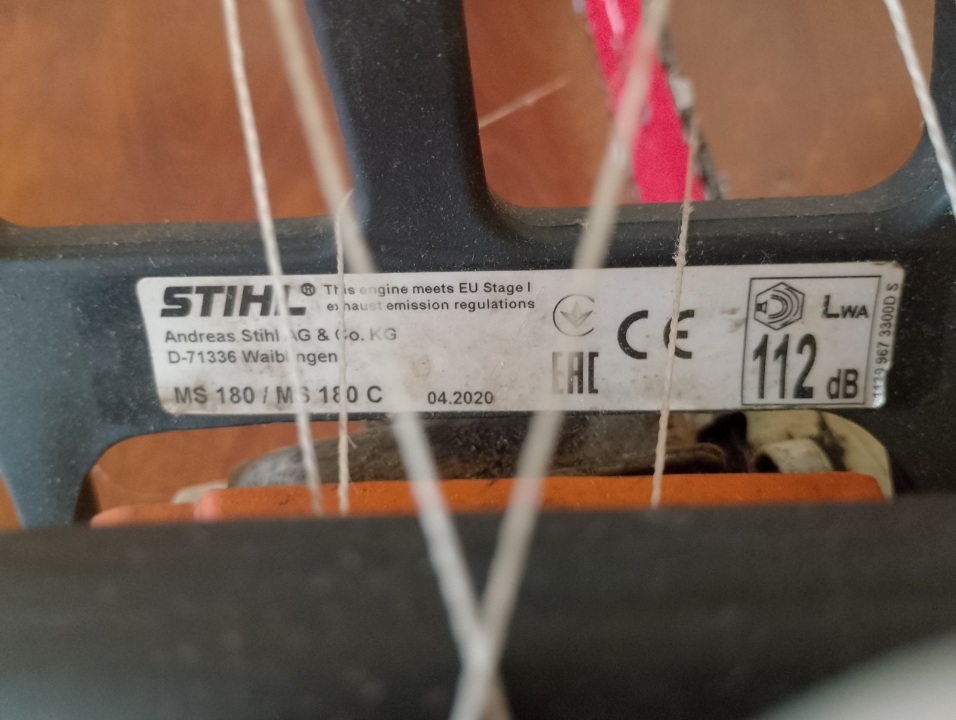 STIHL® This engine meets EU Stage I
exhaust emission regulations
Andreas Stihl AG & Co. KG
D-71336 Waiblingen
MS 180 / MS 180 C 04.2020
EAC
CE
LWA
112 dB
967 3300D S